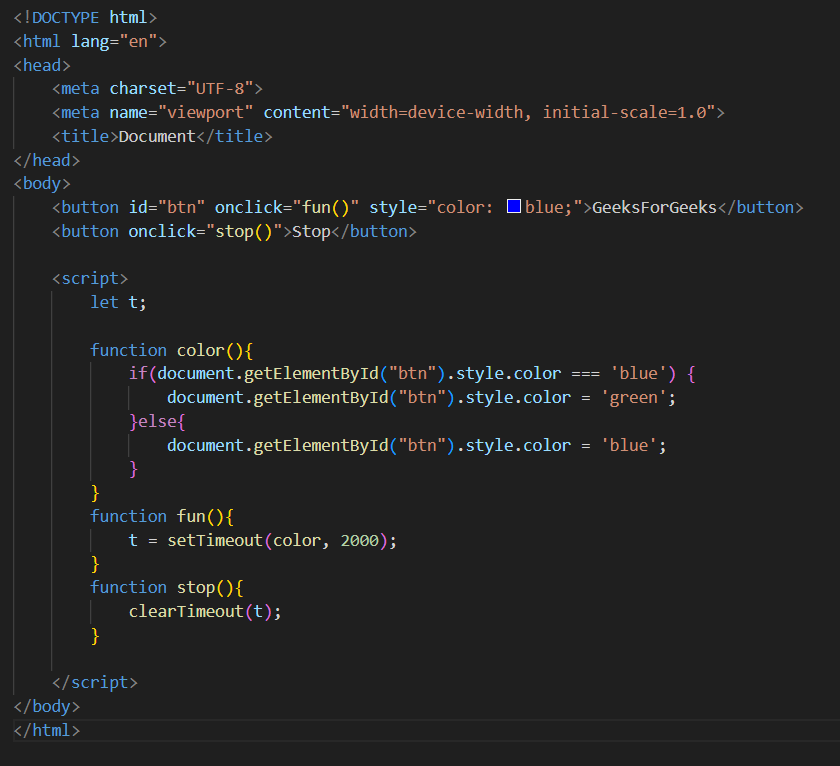 <!DOCTYPE html>
<html lang="en">
<head>
    <meta charset="UTF-8">
    <meta name="viewport" content="width=device-width, initial-scale=1.0">
    <title>Document</title>
</head>
<body>
    <button id="btn" onclick="fun()" style="color: blue;">GeeksForGeeks</button>
    <button onclick="stop()">Stop</button>

    <script>
        let t;

        function color(){
            if(document.getElementById("btn").style.color === 'blue') {
                document.getElementById("btn").style.color = 'green';
            }else{
                document.getElementById("btn").style.color = 'blue';
            }
        }
        function fun(){
            t = setTimeout(color, 2000);
        }
        function stop(){
            clearTimeout(t);
        }

    </script>
</body>
</html>